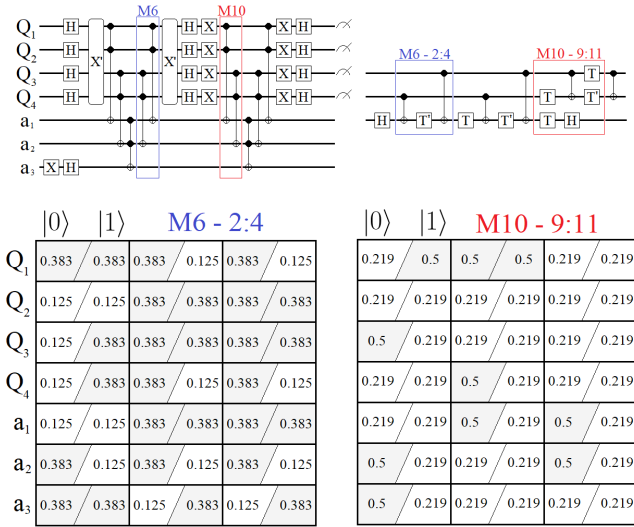 M6 M10
Q₁ H H X X H
Q₂ H H X X H
X' X'
Q₃ H H X X H
Q₄ H H X X H
a₁
a₂
a₃ X H
M6 - 2:4 M10 - 9:11
T
T T'
H T' T T' T H
|0⟩ |1⟩ M6 - 2:4
Q₁ 0.383 0.383 0.383 0.125 0.383 0.125
Q₂ 0.125 0.125 0.383 0.383 0.383 0.383
Q₃ 0.125 0.383 0.383 0.383 0.383 0.383
Q₄ 0.125 0.383 0.383 0.125 0.383 0.383
a₁ 0.125 0.125 0.383 0.383 0.383 0.383
a₂ 0.383 0.125 0.383 0.125 0.383 0.125
a₃ 0.383 0.383 0.125 0.383 0.125 0.383
|0⟩ |1⟩ M10 - 9:11
0.219 0.5 0.5 0.5 0.219 0.219
0.219 0.219 0.219 0.219 0.219 0.219
0.5 0.219 0.219 0.219 0.219 0.219
0.219 0.219 0.5 0.219 0.219 0.219
0.219 0.219 0.5 0.219 0.5 0.219
0.5 0.219 0.219 0.219 0.5 0.219
0.5 0.219 0.219 0.219 0.219 0.219